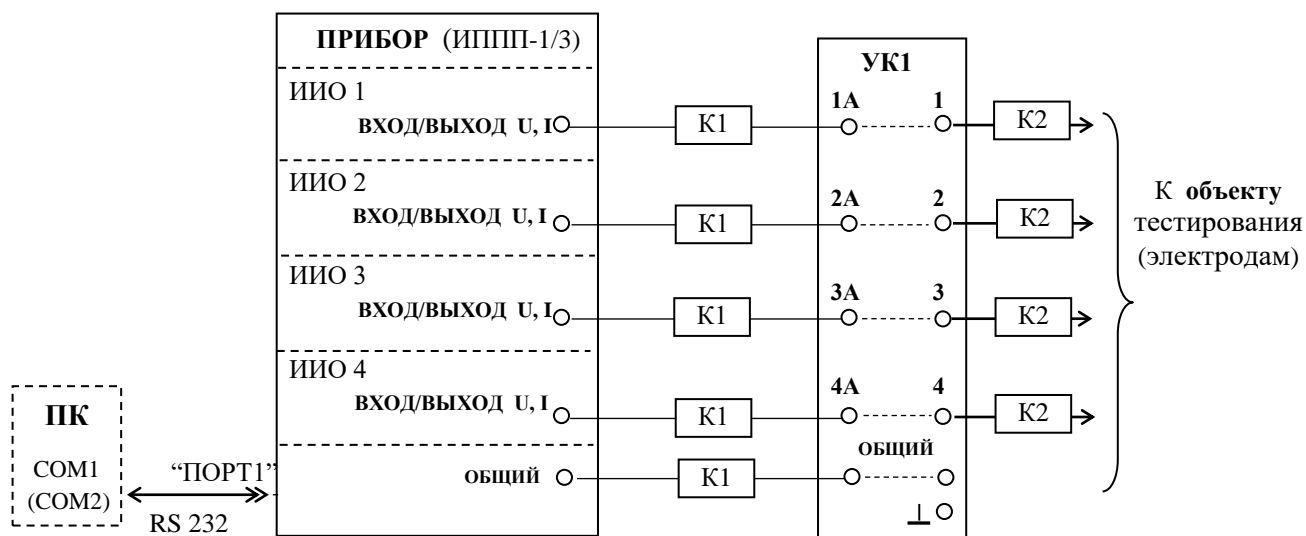 ПРИБОР (ИППП-1/3)
УК1
ИИО 1
ВХОД/ВЫХОД U, I
К1
1А
1
К2
ИИО 2
ВХОД/ВЫХОД U, I
К1
2А
2
К2
ИИО 3
ВХОД/ВЫХОД U, I
К1
3А
3
К2
ИИО 4
ВХОД/ВЫХОД U, I
К1
4А
4
К2
К объекту
тестирования
(электродам)
ОБЩИЙ
К1
ОБЩИЙ
ПК
COM1
(COM2)
“ПОРТ1”
RS 232